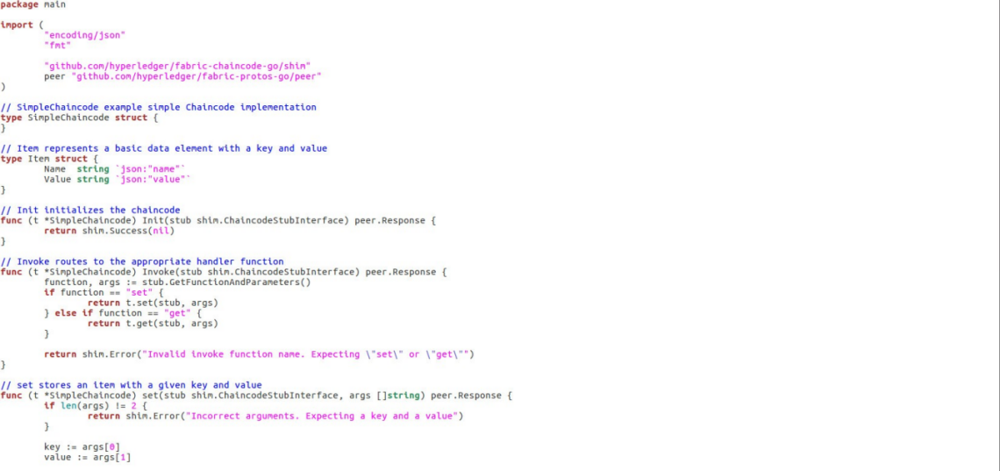 package main
import (
"encoding/json"
"fmt"
"github.com/hyperledger/fabric-chaincode-go/shim"
peer "github.com/hyperledger/fabric-protos-go/peer"
)
// SimpleChaincode example simple Chaincode implementation
type SimpleChaincode struct {
}
// Item represents a basic data element with a key and value
type Item struct {
Name  string `json:"name"`
Value string `json:"value"`
}
// Init initializes the chaincode
func (t *SimpleChaincode) Init(stub shim.ChaincodeStubInterface) peer.Response {
return shim.Success(nil)
}
// Invoke routes to the appropriate handler function
func (t *SimpleChaincode) Invoke(stub shim.ChaincodeStubInterface) peer.Response {
function, args := stub.GetFunctionAndParameters()
if function == "set" {
return t.set(stub, args)
} else if function == "get" {
return t.get(stub, args)
}
return shim.Error("Invalid invoke function name. Expecting \"set\" or \"get\"")
}
// set stores an item with a given key and value
func (t *SimpleChaincode) set(stub shim.ChaincodeStubInterface, args []string) peer.Response {
if len(args) != 2 {
return shim.Error("Incorrect arguments. Expecting a key and a value")
}
key := args[0]
value := args[1]